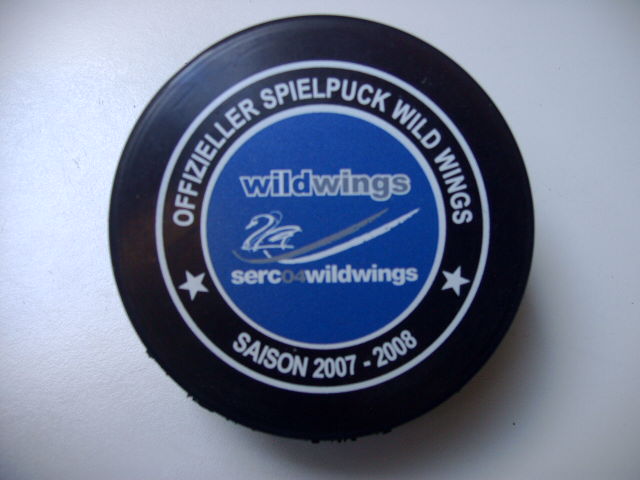 OFFIZIELLER SPIELPUCK WILD WINGS
wildwings
serc04wildwings
SAISON 2007 - 2008